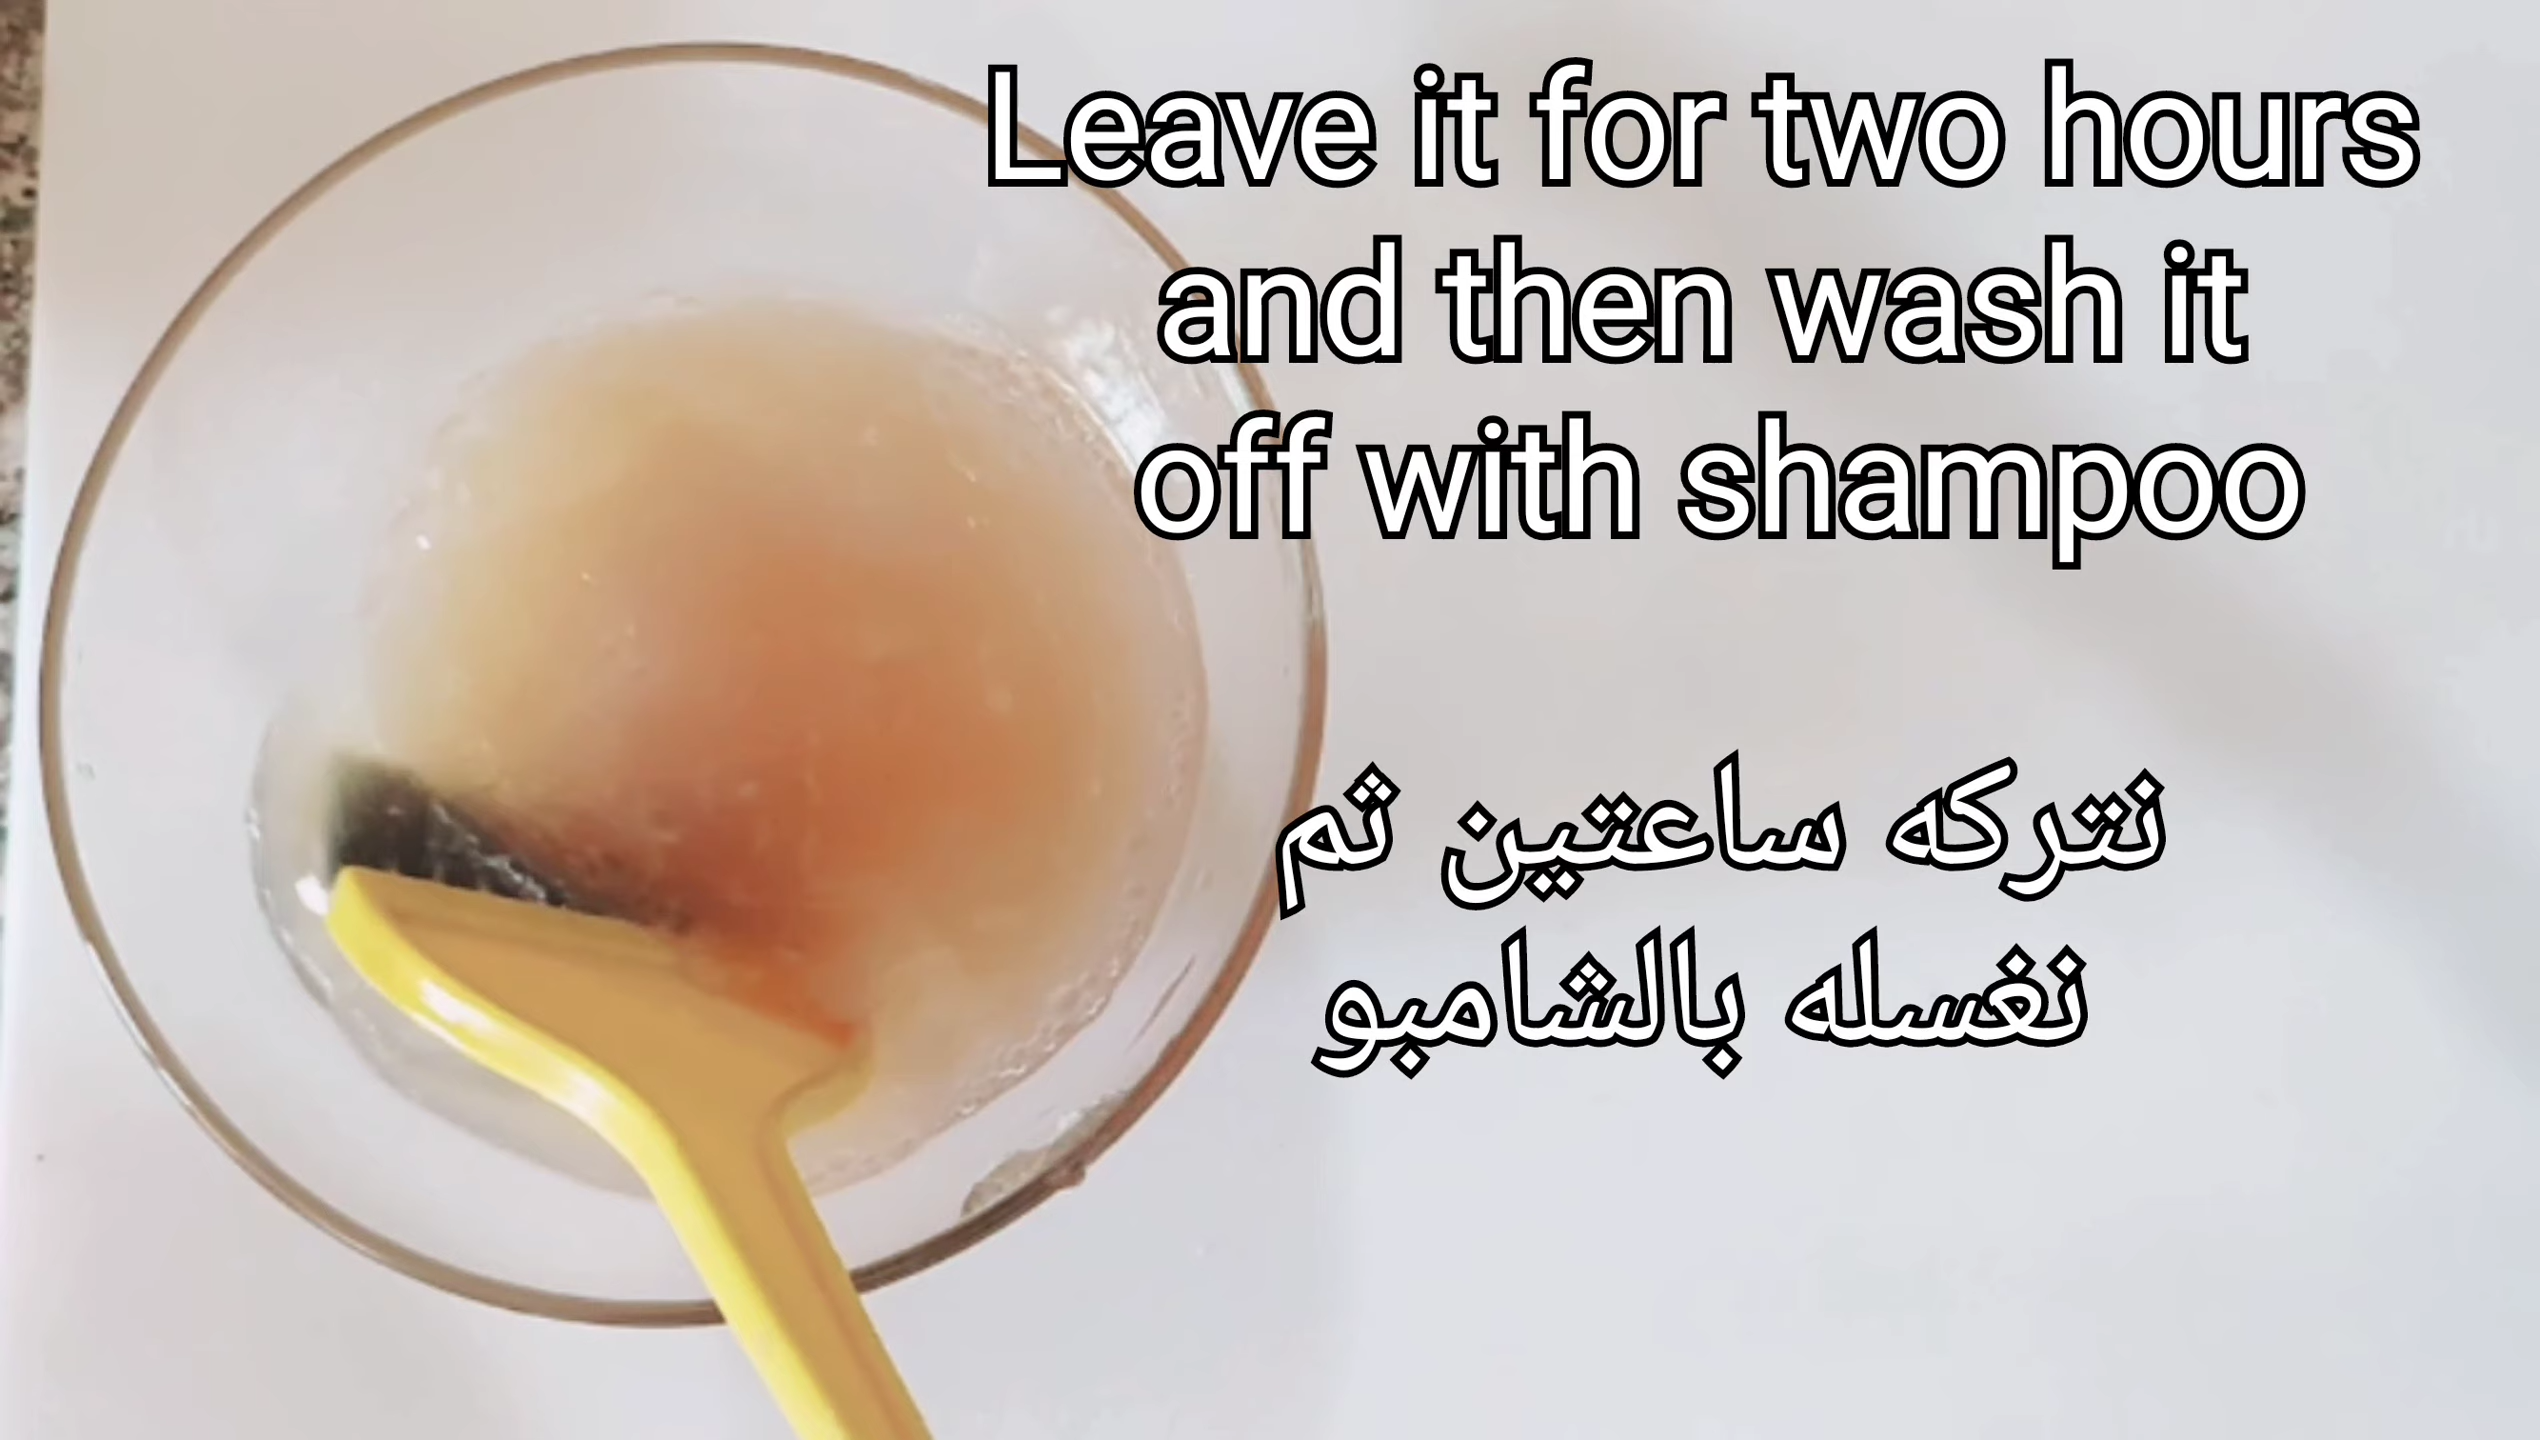 Leave it for two hours
and then wash it
off with shampoo
نتركه ساعتين ثم
نغسله بالشامبو